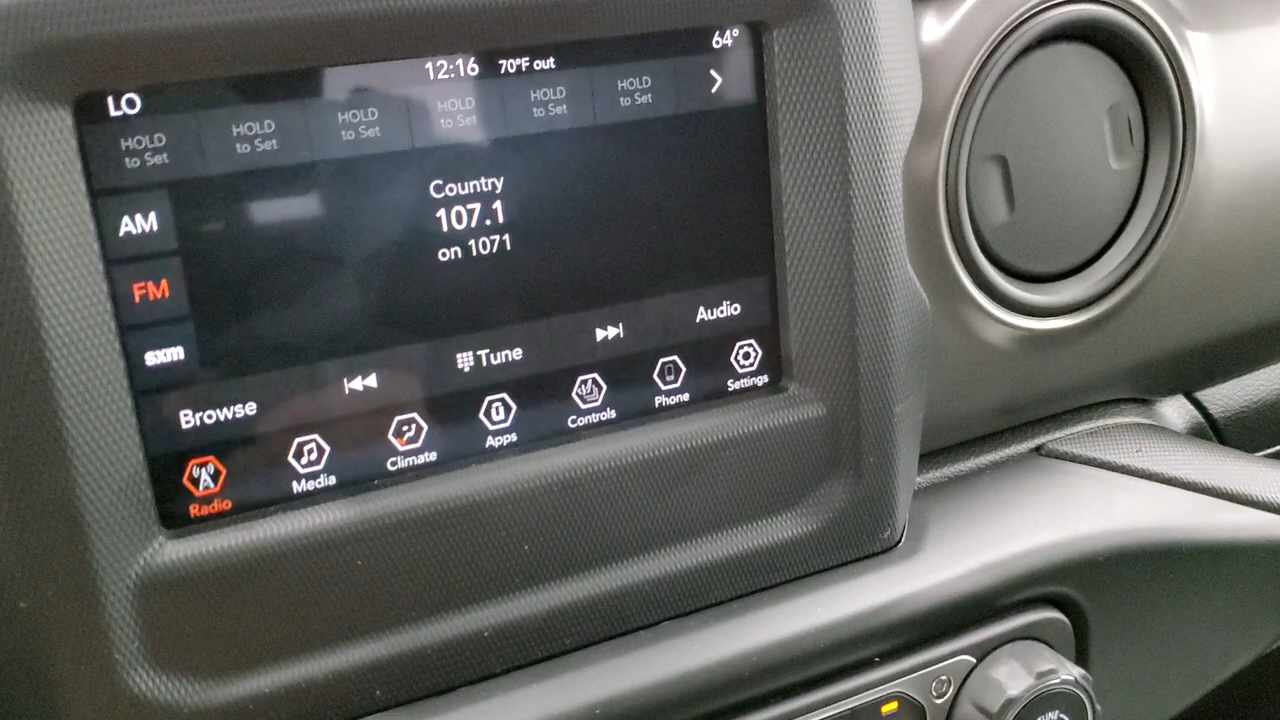 LO
12:16 70°F out
64°
HOLD to Set
HOLD to Set
HOLD to Set
HOLD to Set
HOLD to Set
HOLD to Set
AM
FM
sxm
Country
107.1
on 1071
Browse
Tune
Audio
Radio
Media
Climate
Apps
Controls
Phone
Settings
TUNE